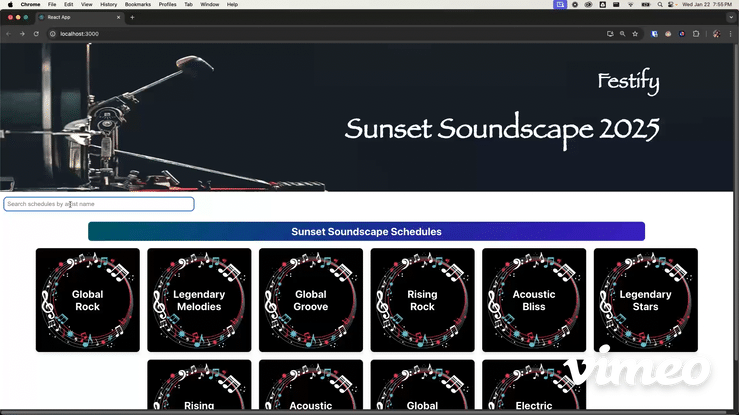 Chrome File Edit View History Bookmarks Profiles Tab Window Help
Wed Jan 22 7:55 PM
React App
localhost:3000
Festify
Sunset Soundscape 2025
Search schedules by artist name
Sunset Soundscape Schedules
Global
Rock
Legendary
Melodies
Global
Groove
Rising
Rock
Acoustic
Bliss
Legendary
Stars
Rising
Acoustic
Global
Electric
vimeo